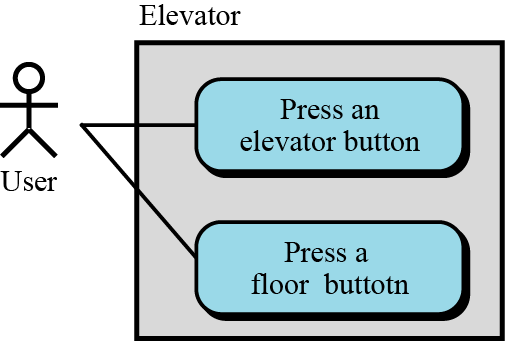 Elevator
Press an
elevator button
User
Press a
floor buttotn